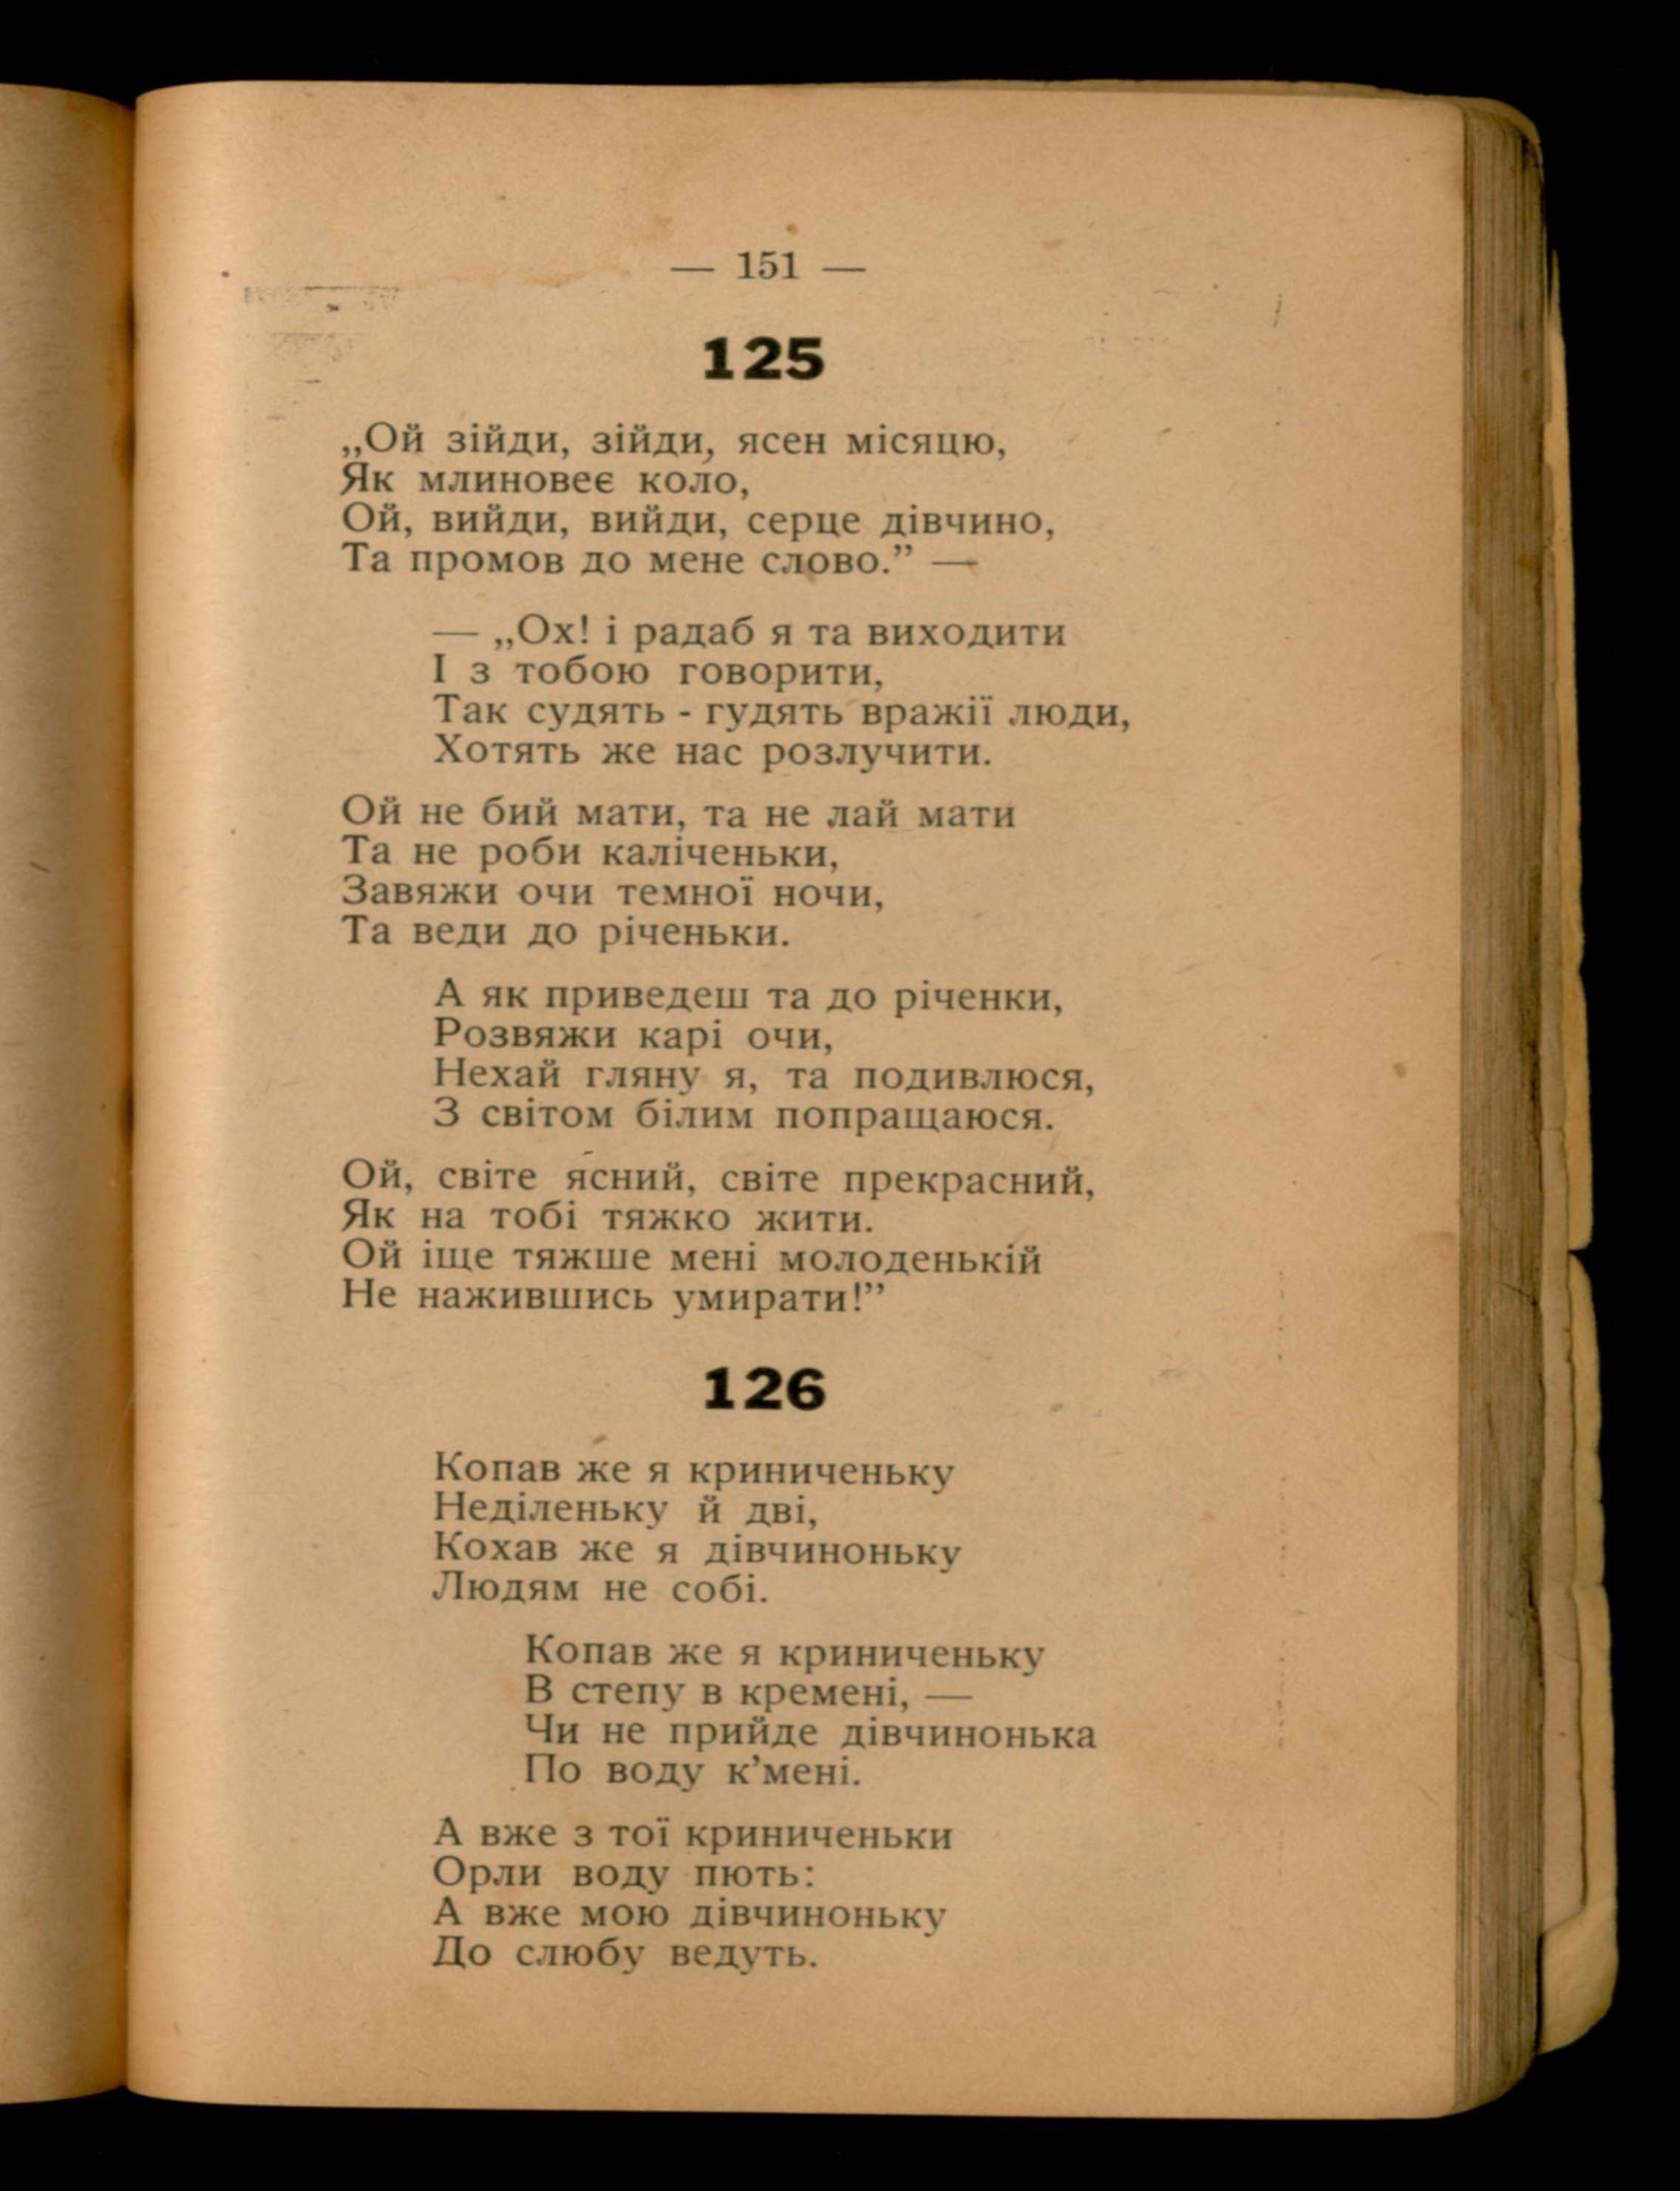 — 151 —
125
„Ой зійди, зійди, ясен місяцю,
Як млиновеє коло,
Ой, вийди, вийди, серце дівчино,
Та промов до мене слово.” —
— „Ох! і радаб я та виходити
І з тобою говорити,
Так судять - гудять вражії люди,
Хотять же нас розлучити.
Ой не бий мати, та не лай мати
Та не роби каліченьки,
Завяжи очи темної ночи,
Та веди до річеньки.
А як приведеш та до річенки,
Розвяжи карі очи,
Нехай гляну я, та подивлюся,
З світом білим попращаюся.
Ой, світе ясний, світе прекрасний,
Як на тобі тяжко жити.
Ой іще тяжше мені молоденькій
Не нажившись умирати!”
126
Копав же я криниченьку
Неділеньку й дві,
Кохав же я дівчиноньку
Людям не собі.
Копав же я криниченьку
В степу в кремені, —
Чи не прийде дівчинонька
По воду к’мені.
А вже з тої криниченьки
Орли воду пють:
А вже мою дівчиноньку
До слюбу ведуть.